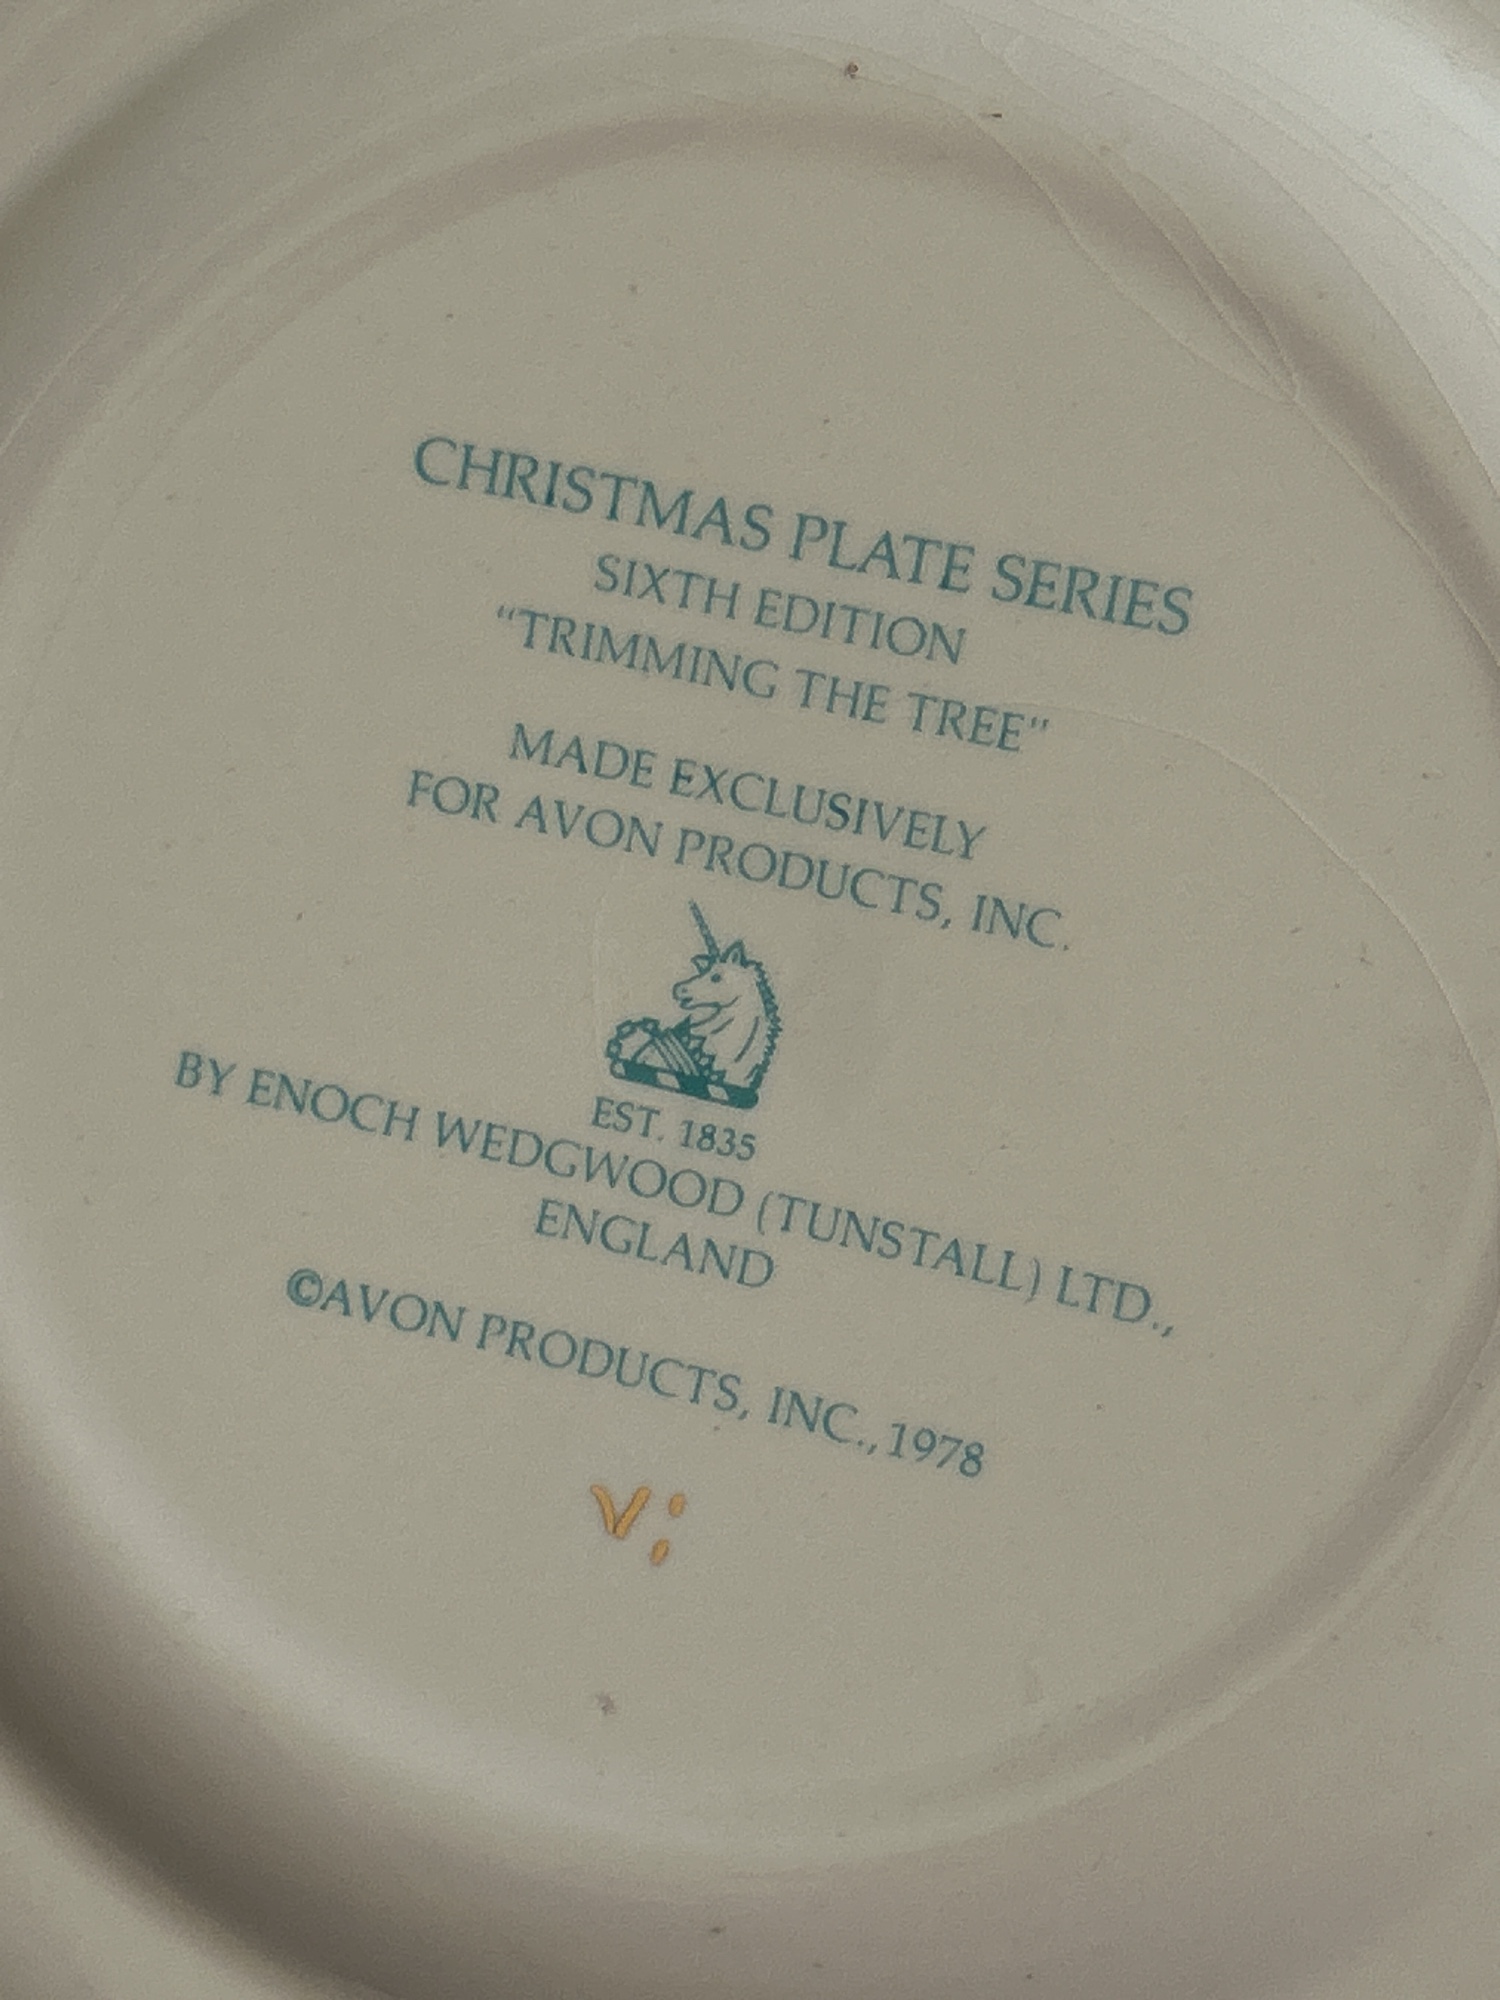 CHRISTMAS PLATE SERIES
SIXTH EDITION
“TRIMMING THE TREE”
MADE EXCLUSIVELY
FOR AVON PRODUCTS, INC.
EST. 1835
BY ENOCH WEDGWOOD (TUNSTALL) LTD.,
ENGLAND
©AVON PRODUCTS, INC., 1978
V: